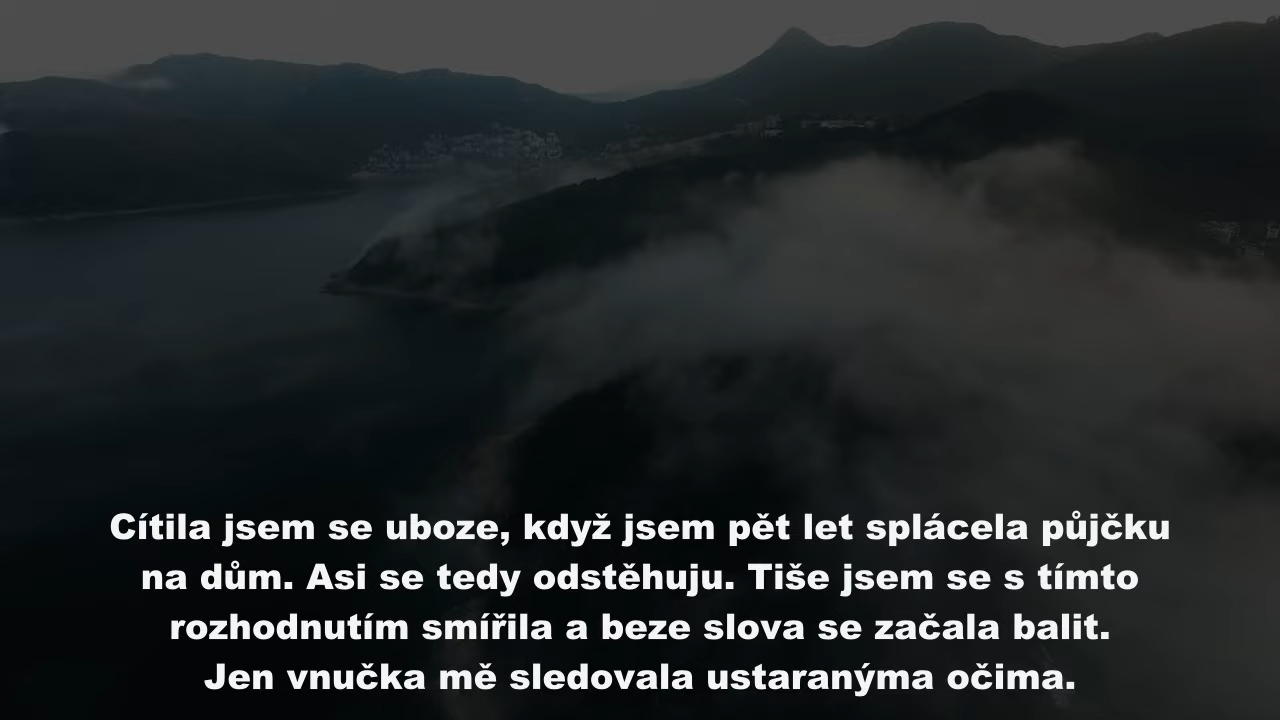 Cítila jsem se uboze, když jsem pět let splácela půjčku
na dům. Asi se tedy odstěhuju. Tiše jsem se s tímto
rozhodnutím smířila a beze slova se začala balit.
Jen vnučka mě sledovala ustaranýma očima.